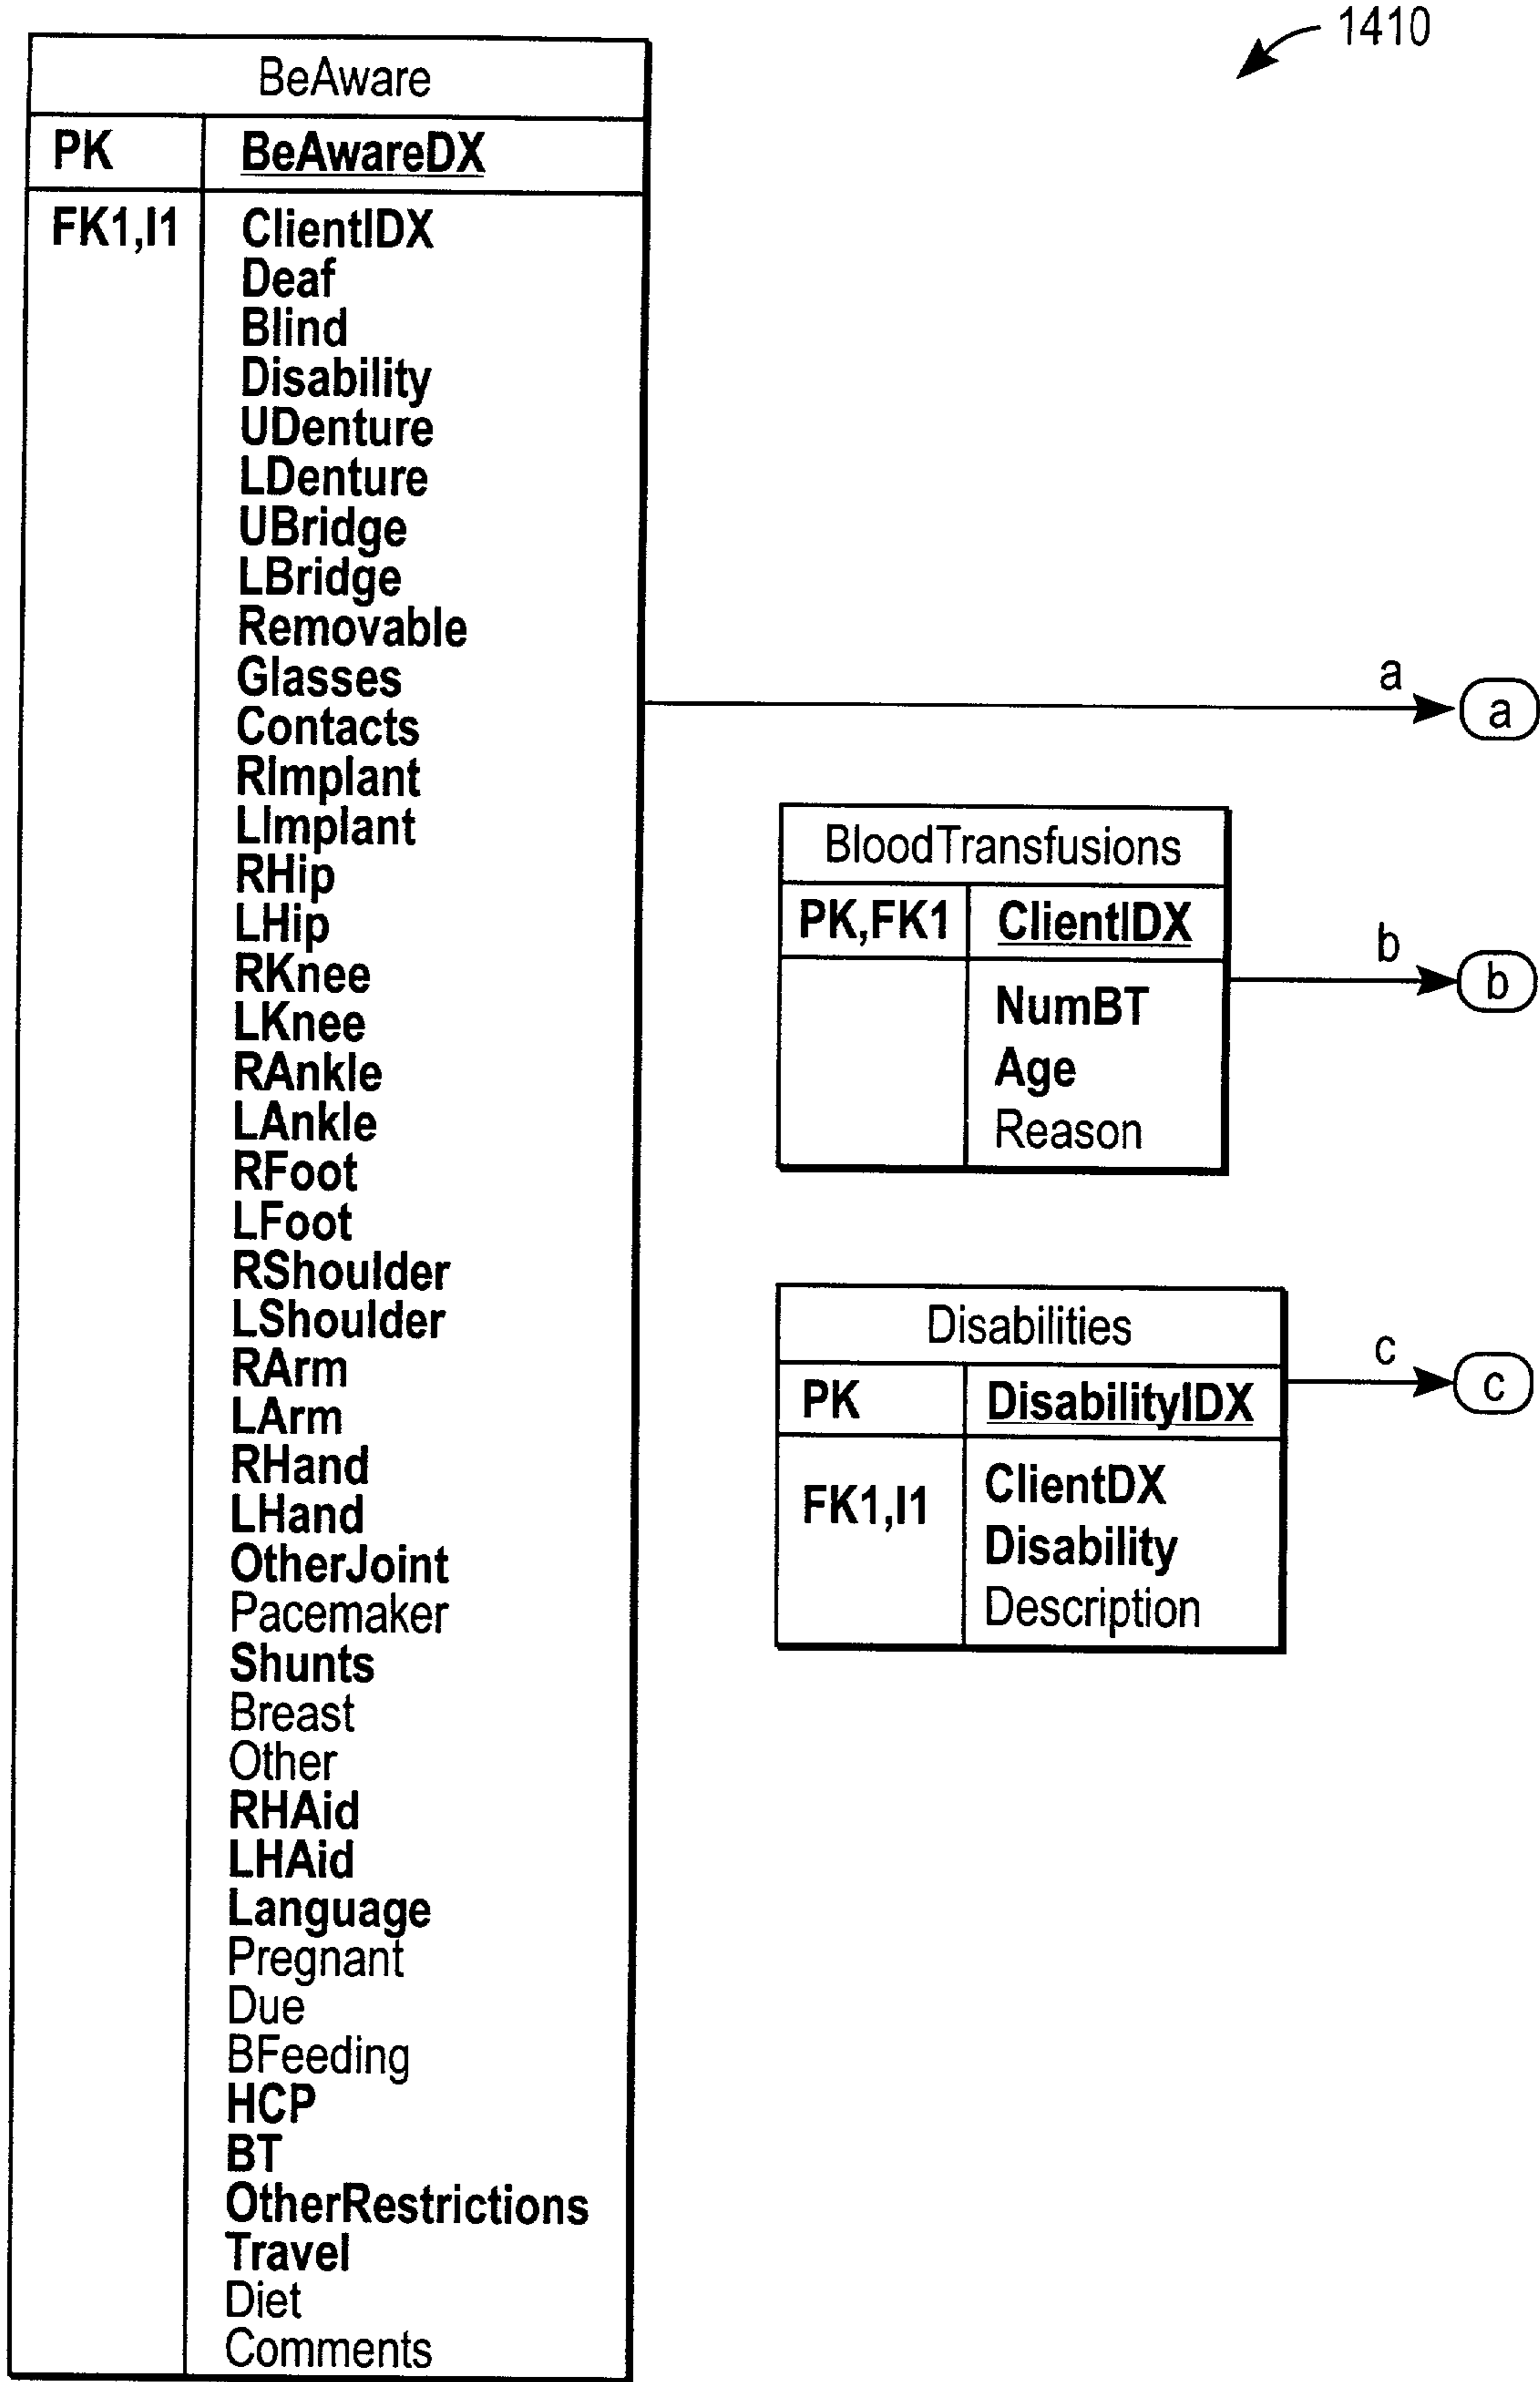 1410
BeAware
PK BeAwareDX
FK1,I1 ClientIDX
Deaf
Blind
Disability
UDenture
LDenture
UBridge
LBridge
Removable
Glasses
Contacts
RImplant
LImplant
RHip
LHip
RKnee
LKnee
RAnkle
LAnkle
RFoot
LFoot
RShoulder
LShoulder
RArm
LArm
RHand
LHand
OtherJoint
Pacemaker
Shunts
Breast
Other
RHAid
LHAid
Language
Pregnant
Due
BFeeding
HCP
BT
OtherRestrictions
Travel
Diet
Comments
a
a
BloodTransfusions
PK,FK1 ClientIDX
NumBT
Age
Reason
b
b
Disabilities
PK DisabilityIDX
FK1,I1 ClientDX
Disability
Description
c
c